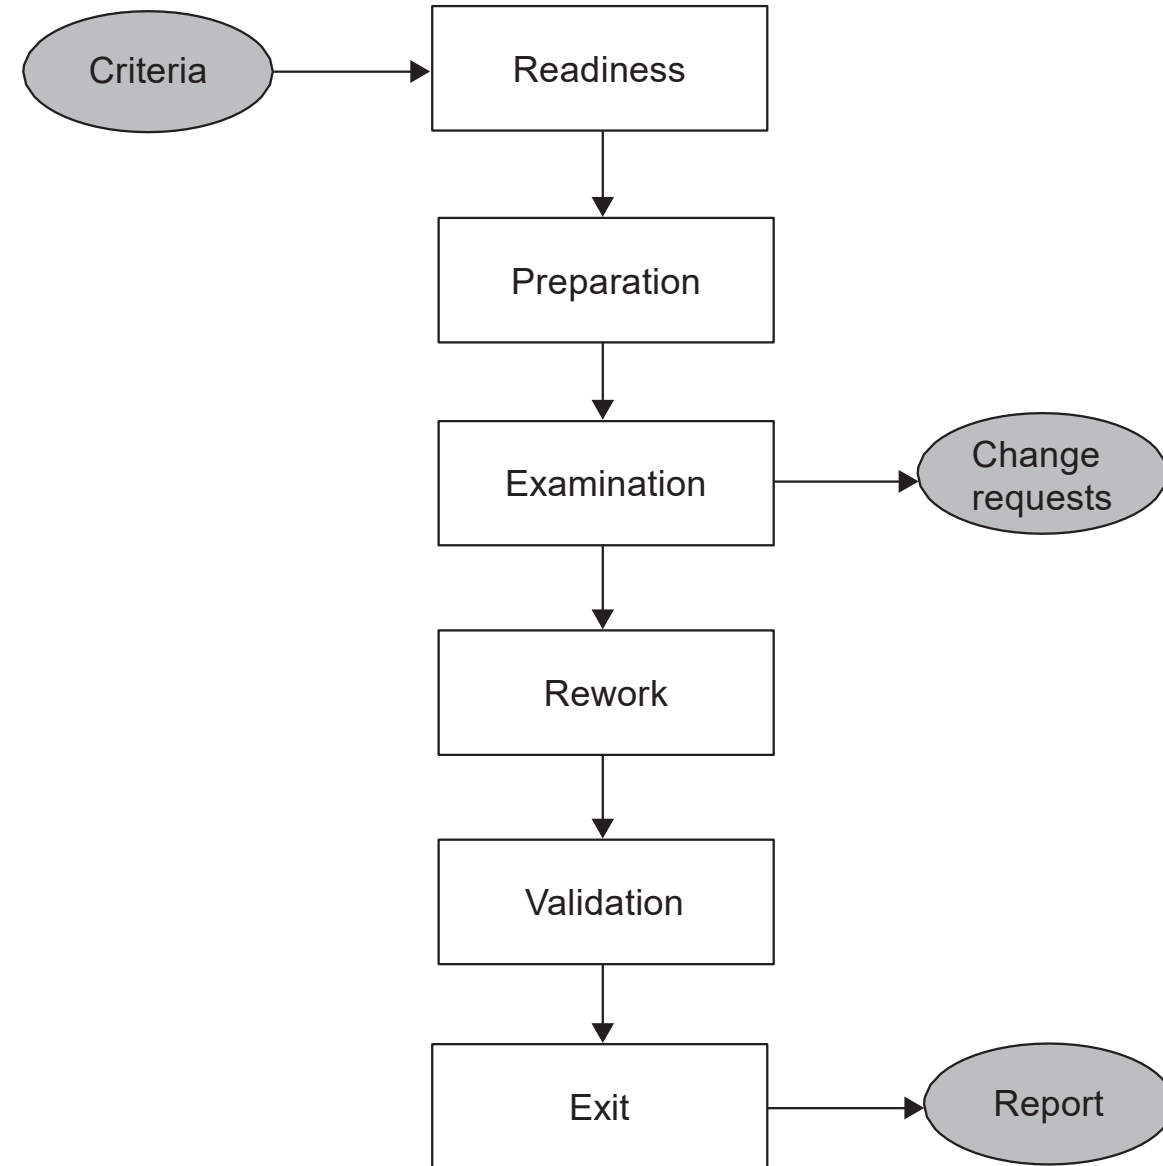 Criteria
Readiness
Preparation
Examination
Change
requests
Rework
Validation
Exit
Report